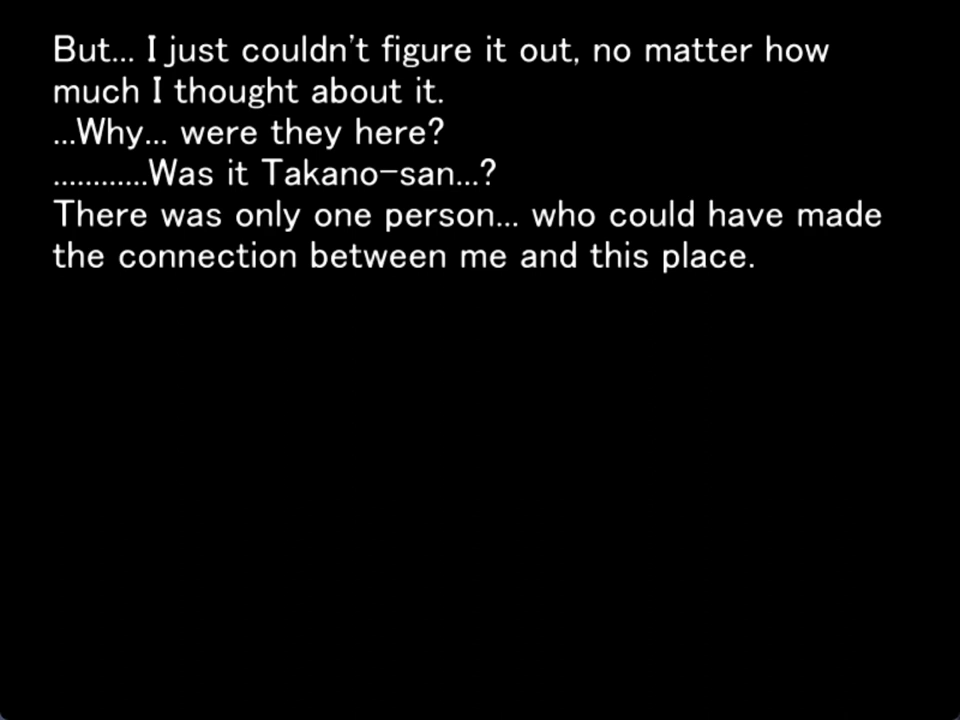 But... I just couldn't figure it out, no matter how
much I thought about it.
...Why... were they here?
............Was it Takano-san...?
There was only one person... who could have made
the connection between me and this place.